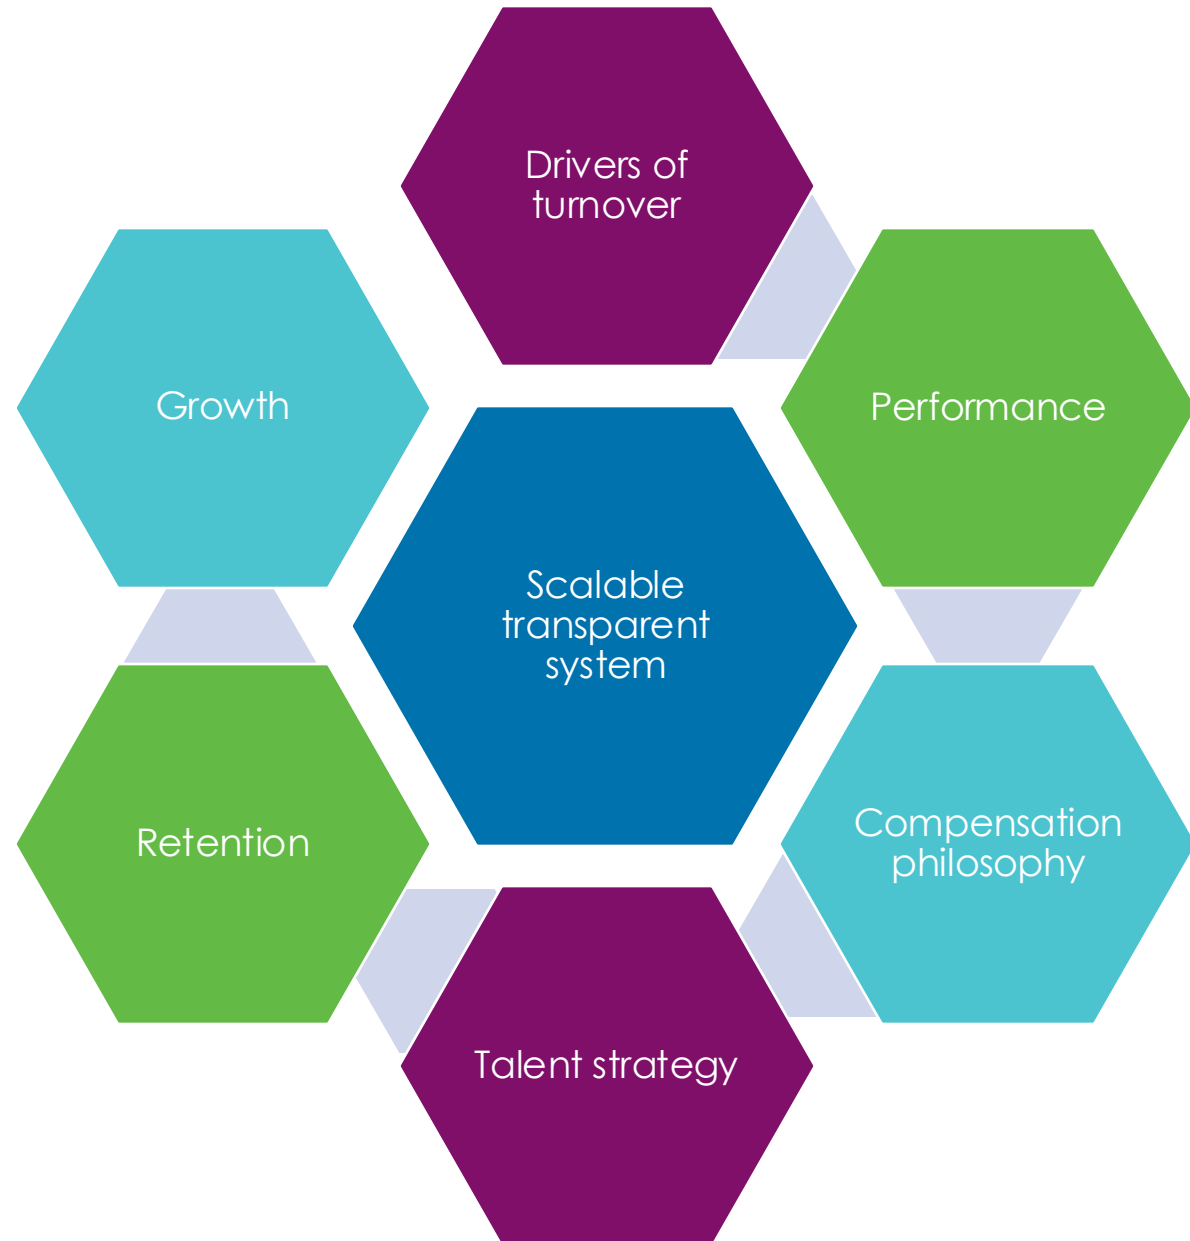 Drivers of
turnover
Growth
Performance
Scalable
transparent
system
Compensation
philosophy
Retention
Talent strategy